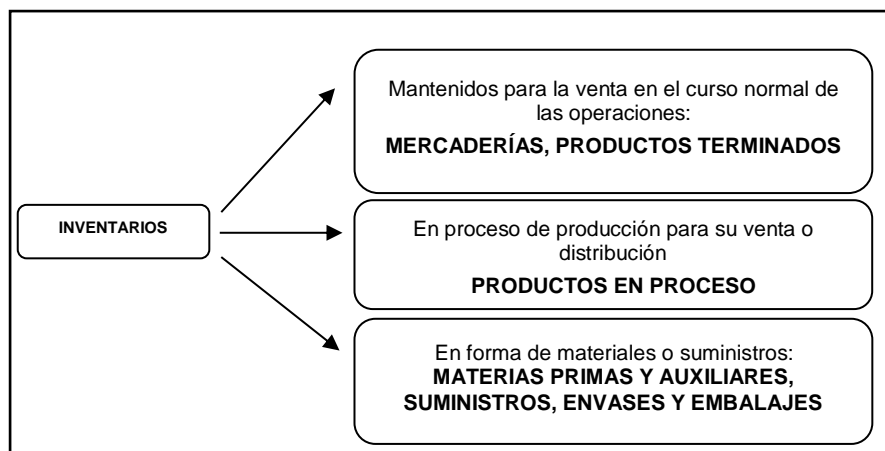 Mantenidos para la venta en el curso normal de
las operaciones:
MERCADERÍAS, PRODUCTOS TERMINADOS
INVENTARIOS
En proceso de producción para su venta o
distribución
PRODUCTOS EN PROCESO
En forma de materiales o suministros:
MATERIAS PRIMAS Y AUXILIARES,
SUMINISTROS, ENVASES Y EMBALAJES